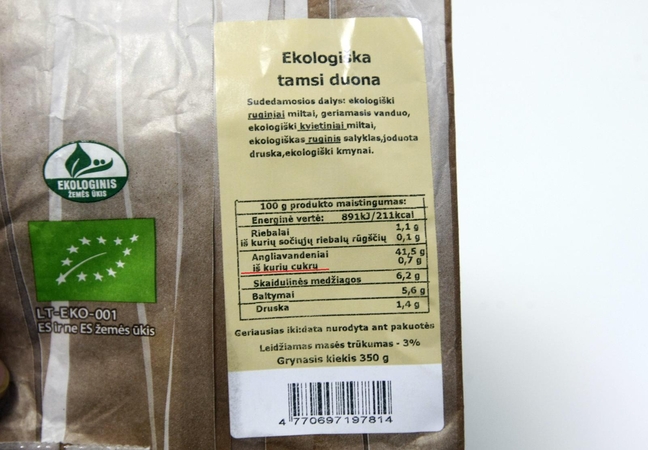 Ekologiška
tamsi duona
Sudedamosios dalys: ekologiški
ruginiai miltai, geriamasis vanduo,
ekologiški kvietiniai miltai,
ekologiškas ruginis salyklas,joduota
druska,ekologiški kmynai.
100 g produkto maistingumas:
Energinė vertė: 891kJ/211kcal
Riebalai 1,1 g
iš kurių sočiųjų riebalų rūgščių 0,1 g
Angliavandeniai 41,5 g
iš kurių cukrų 0,7 g
Skaidulinės medžiagos 6,2 g
Baltymai 5,6 g
Druska 1,4 g
Geriausias iki:data nurodyta ant pakuotės
Leidžiamas masės trūkumas - 3%
Grynasis kiekis 350 g
4 770697197814
EKOLOGINIS
ŽEMĖS ŪKIS
LT-EKO-001
ES ir ne ES žemės ūkis